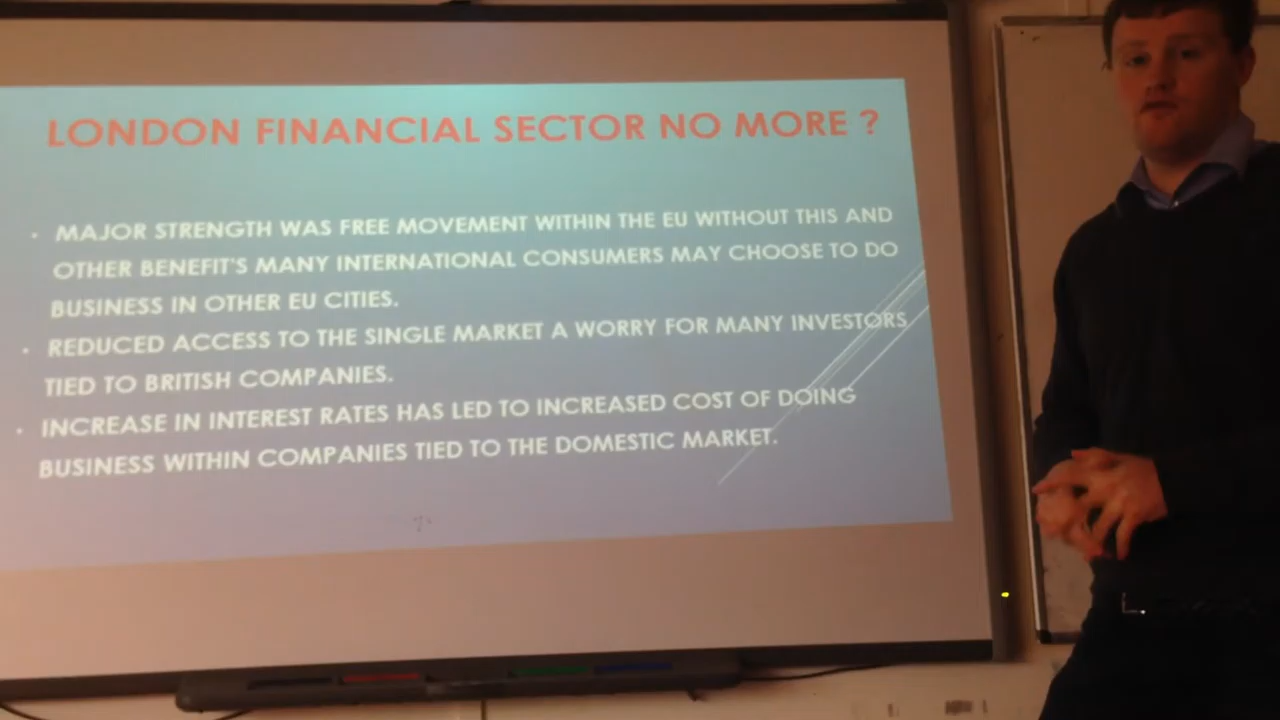 LONDON FINANCIAL SECTOR NO MORE ?
• MAJOR STRENGTH WAS FREE MOVEMENT WITHIN THE EU WITHOUT THIS AND
OTHER BENEFIT'S MANY INTERNATIONAL CONSUMERS MAY CHOOSE TO DO
BUSINESS IN OTHER EU CITIES.
• REDUCED ACCESS TO THE SINGLE MARKET A WORRY FOR MANY INVESTORS
TIED TO BRITISH COMPANIES.
• INCREASE IN INTEREST RATES HAS LED TO INCREASED COST OF DOING
BUSINESS WITHIN COMPANIES TIED TO THE DOMESTIC MARKET.